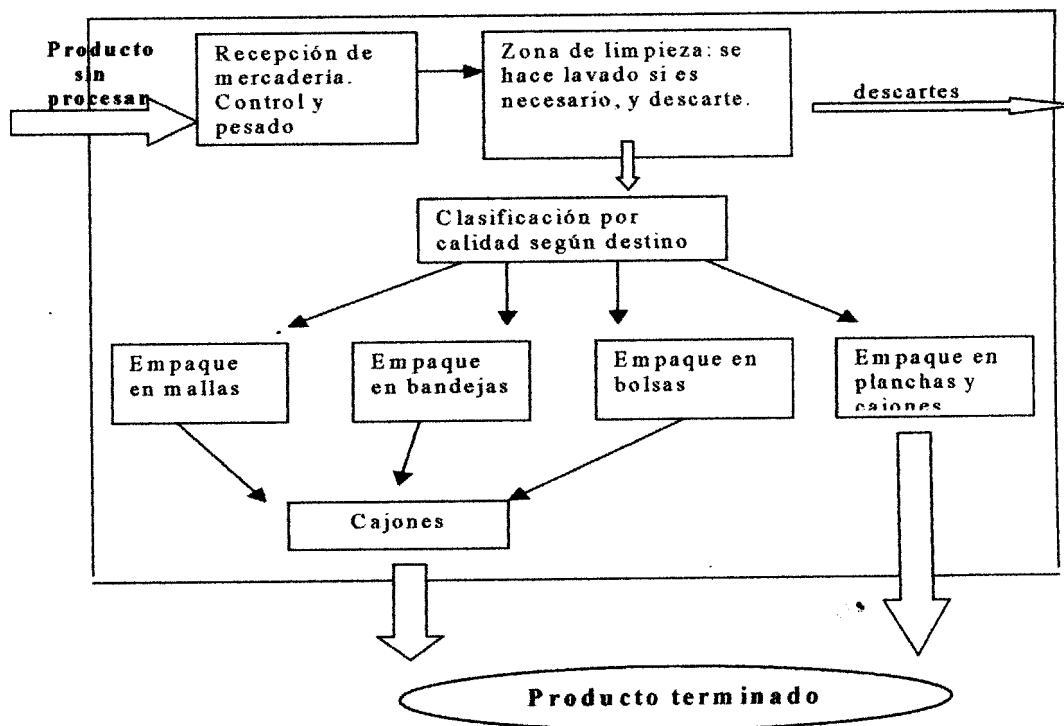 Producto
sin
procesar
Recepción de
mercadería.
Control y
pesado
Zona de limpieza: se
hace lavado si es
necesario, y descarte.
descartes
Clasificación por
calidad según destino
Empaque
en mallas
Empaque
en bandejas
Empaque en
bolsas
Empaque en
planchas y
cajones
Cajones
Producto terminado